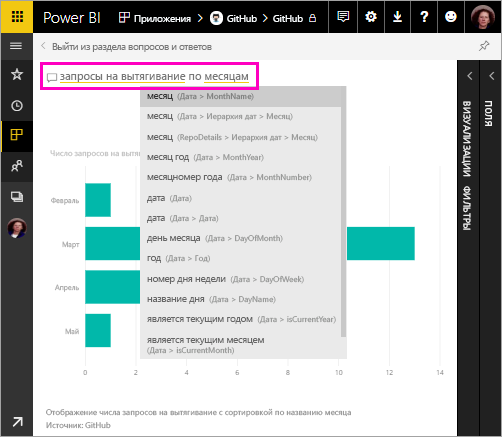 Power BI Приложения > GitHub > GitHub
Выйти из раздела вопросов и ответов
запросы на вытягивание по месяцам
месяц (Дата > MonthName)
месяц (Дата > Иерархия дат > Месяц)
месяц (RepoDetails > Иерархия дат > Месяц)
месяц год (Дата > MonthYear)
месяцномер года (Дата > MonthNumber)
дата (Дата)
дата (Дата > Дата)
день месяца (Дата > DayOfMonth)
год (Дата > Год)
номер дня недели (Дата > DayOfWeek)
название дня (Дата > DayName)
является текущим годом (Дата > isCurrentYear)
является текущим месяцем
(Дата > isCurrentMonth)
Число запросов на вытяг
Февраль
Март
Апрель
Май
0 2 4 6 8 10 12 14
Отображение числа запросов на вытягивание с сортировкой по названию месяца
Источник: GitHub
ВИЗУАЛИЗАЦИИ
ФИЛЬТРЫ
ПОЛЯ